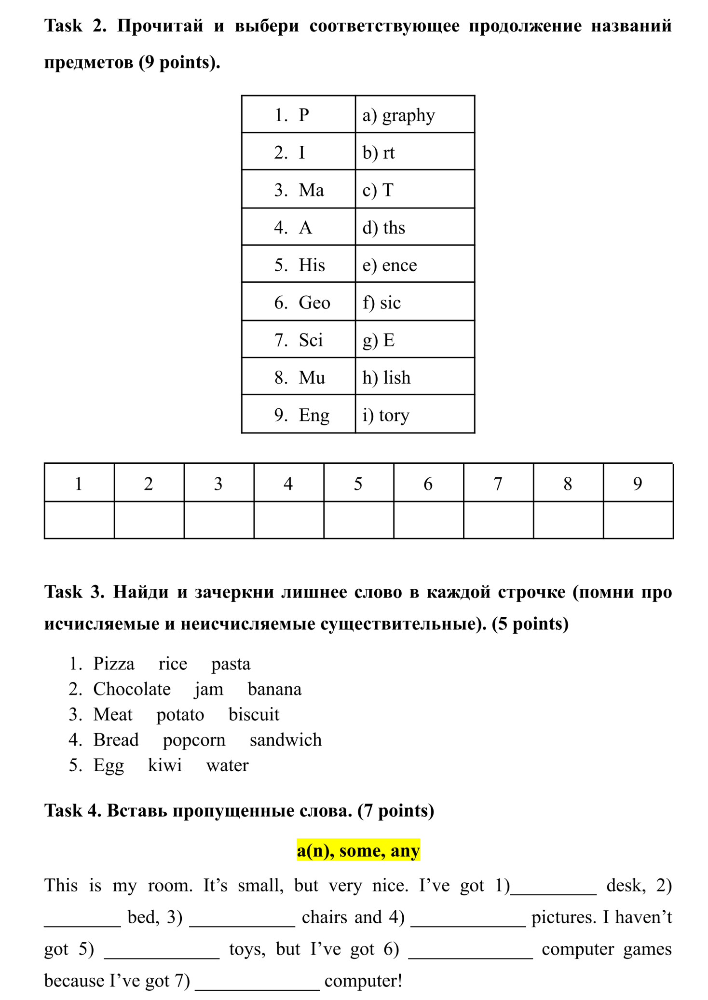 Task 2. Прочитай и выбери соответствующее продолжение названий
предметов (9 points).
1. P a) graphy
2. I b) rt
3. Ma c) T
4. A d) ths
5. His e) ence
6. Geo f) sic
7. Sci g) E
8. Mu h) lish
9. Eng i) tory
1 2 3 4 5 6 7 8 9
Task 3. Найди и зачеркни лишнее слово в каждой строчке (помни про
исчисляемые и неисчисляемые существительные). (5 points)
1. Pizza rice pasta
2. Chocolate jam banana
3. Meat potato biscuit
4. Bread popcorn sandwich
5. Egg kiwi water
Task 4. Вставь пропущенные слова. (7 points)
a(n), some, any
This is my room. It’s small, but very nice. I’ve got 1)_________ desk, 2)
________ bed, 3) ___________ chairs and 4) ____________ pictures. I haven’t
got 5) ____________ toys, but I’ve got 6) _____________ computer games
because I’ve got 7) _____________ computer!